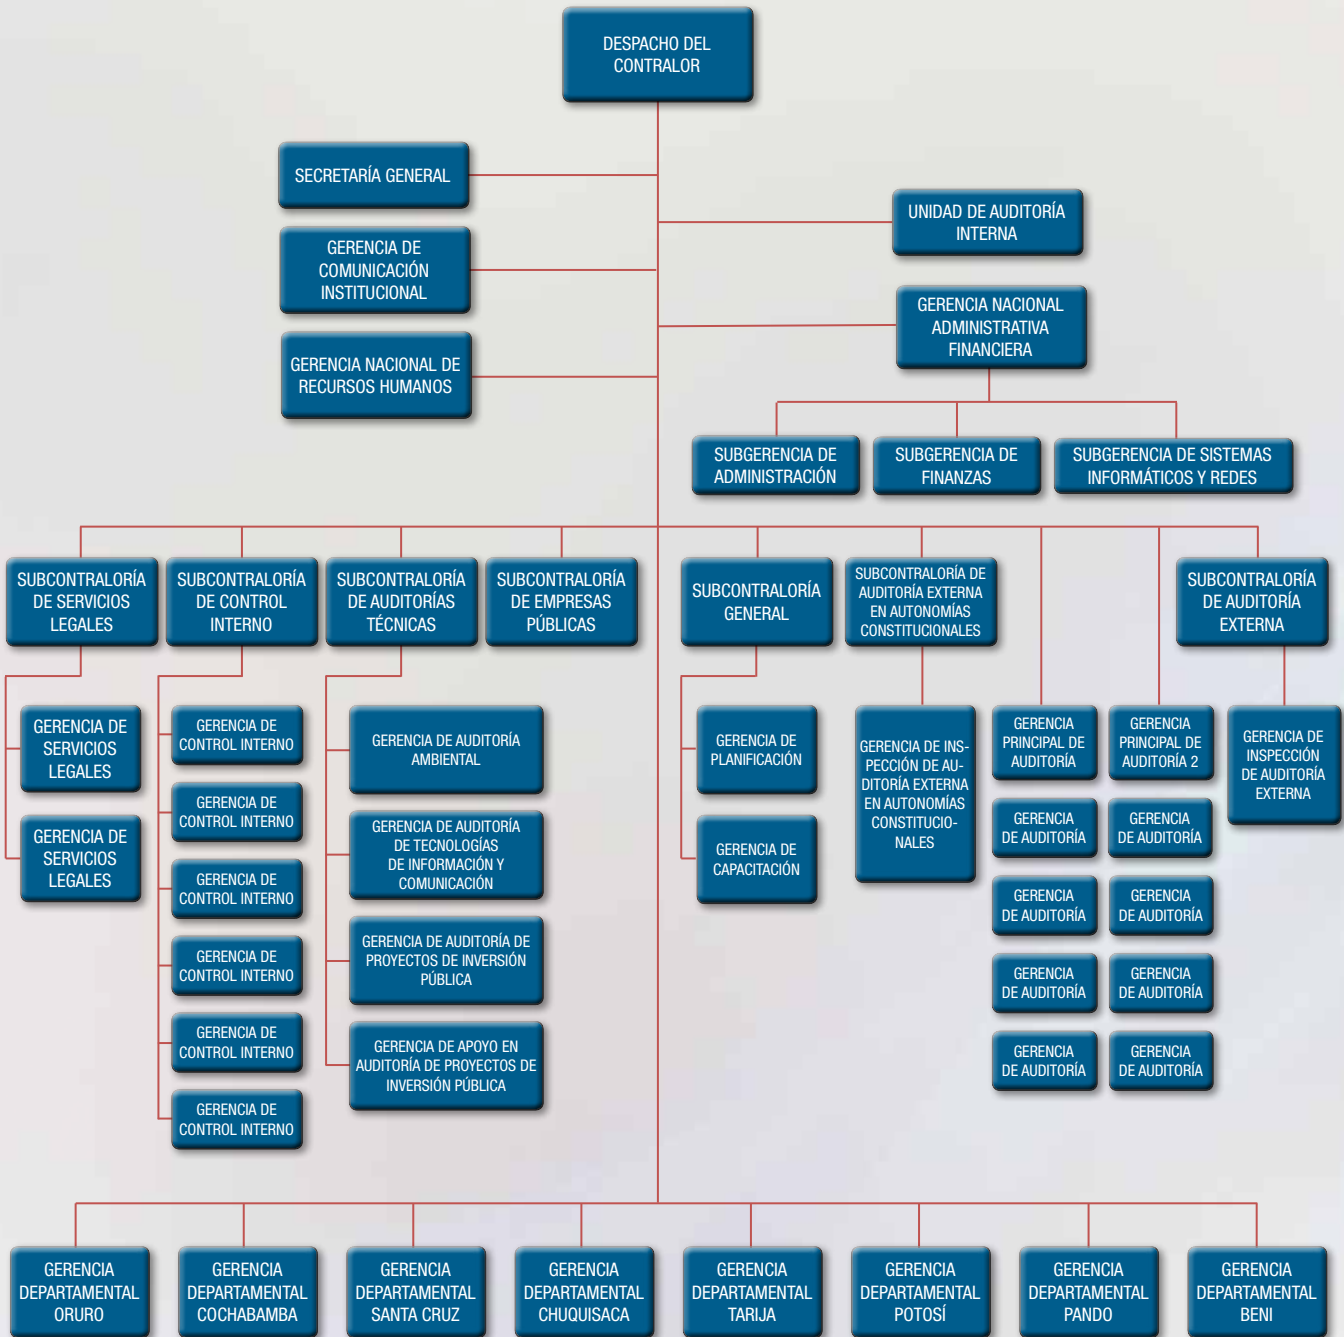 DESPACHO DEL
CONTRALOR
SECRETARÍA GENERAL
UNIDAD DE AUDITORÍA
INTERNA
GERENCIA DE
COMUNICACIÓN
INSTITUCIONAL
GERENCIA NACIONAL
ADMINISTRATIVA
FINANCIERA
GERENCIA NACIONAL DE
RECURSOS HUMANOS
SUBGERENCIA DE
ADMINISTRACIÓN
SUBGERENCIA DE
FINANZAS
SUBGERENCIA DE SISTEMAS
INFORMÁTICOS Y REDES
SUBCONTRALORÍA
DE SERVICIOS
LEGALES
SUBCONTRALORÍA
DE CONTROL
INTERNO
SUBCONTRALORÍA
DE AUDITORÍAS
TÉCNICAS
SUBCONTRALORÍA
DE EMPRESAS
PÚBLICAS
SUBCONTRALORÍA
GENERAL
SUBCONTRALORÍA DE
AUDITORÍA EXTERNA
EN AUTONOMÍAS
CONSTITUCIONALES
SUBCONTRALORÍA
DE AUDITORÍA
EXTERNA
GERENCIA DE
SERVICIOS
LEGALES
GERENCIA DE
SERVICIOS
LEGALES
GERENCIA DE
CONTROL INTERNO
GERENCIA DE
CONTROL INTERNO
GERENCIA DE
CONTROL INTERNO
GERENCIA DE
CONTROL INTERNO
GERENCIA DE
CONTROL INTERNO
GERENCIA DE
CONTROL INTERNO
GERENCIA DE AUDITORÍA
AMBIENTAL
GERENCIA DE AUDITORÍA
DE TECNOLOGÍAS
DE INFORMACIÓN Y
COMUNICACIÓN
GERENCIA DE AUDITORÍA DE
PROYECTOS DE INVERSIÓN
PÚBLICA
GERENCIA DE APOYO EN
AUDITORÍA DE PROYECTOS DE
INVERSIÓN PÚBLICA
GERENCIA DE
PLANIFICACIÓN
GERENCIA DE
CAPACITACIÓN
GERENCIA DE INS-
PECCIÓN DE AU-
DITORÍA EXTERNA
EN AUTONOMÍAS
CONSTITUCIO-
NALES
GERENCIA
PRINCIPAL DE
AUDITORÍA
GERENCIA
DE AUDITORÍA
GERENCIA
DE AUDITORÍA
GERENCIA
DE AUDITORÍA
GERENCIA
DE AUDITORÍA
GERENCIA
PRINCIPAL DE
AUDITORÍA 2
GERENCIA
DE AUDITORÍA
GERENCIA
DE AUDITORÍA
GERENCIA
DE AUDITORÍA
GERENCIA
DE AUDITORÍA
GERENCIA DE
INSPECCIÓN
DE AUDITORÍA
EXTERNA
GERENCIA
DEPARTAMENTAL
ORURO
GERENCIA
DEPARTAMENTAL
COCHABAMBA
GERENCIA
DEPARTAMENTAL
SANTA CRUZ
GERENCIA
DEPARTAMENTAL
CHUQUISACA
GERENCIA
DEPARTAMENTAL
TARIJA
GERENCIA
DEPARTAMENTAL
POTOSÍ
GERENCIA
DEPARTAMENTAL
PANDO
GERENCIA
DEPARTAMENTAL
BENI